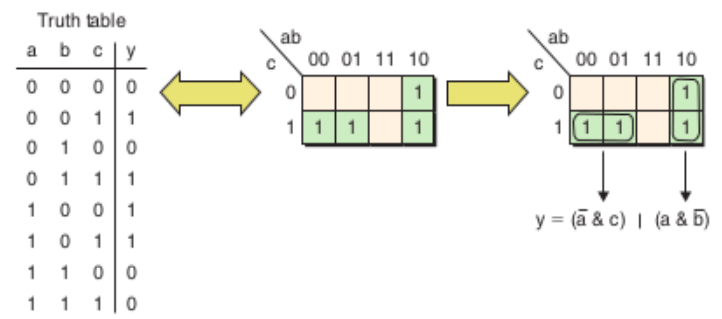 Truth table
a b c y
0 0 0 0
0 0 1 1
0 1 0 0
0 1 1 1
1 0 0 1
1 0 1 1
1 1 0 0
1 1 1 0
ab
c 00 01 11 10
0 1
1 1 1 1
ab
c 00 01 11 10
0 1
1 1 1 1
y = (a̅ & c) | (a & b̅)